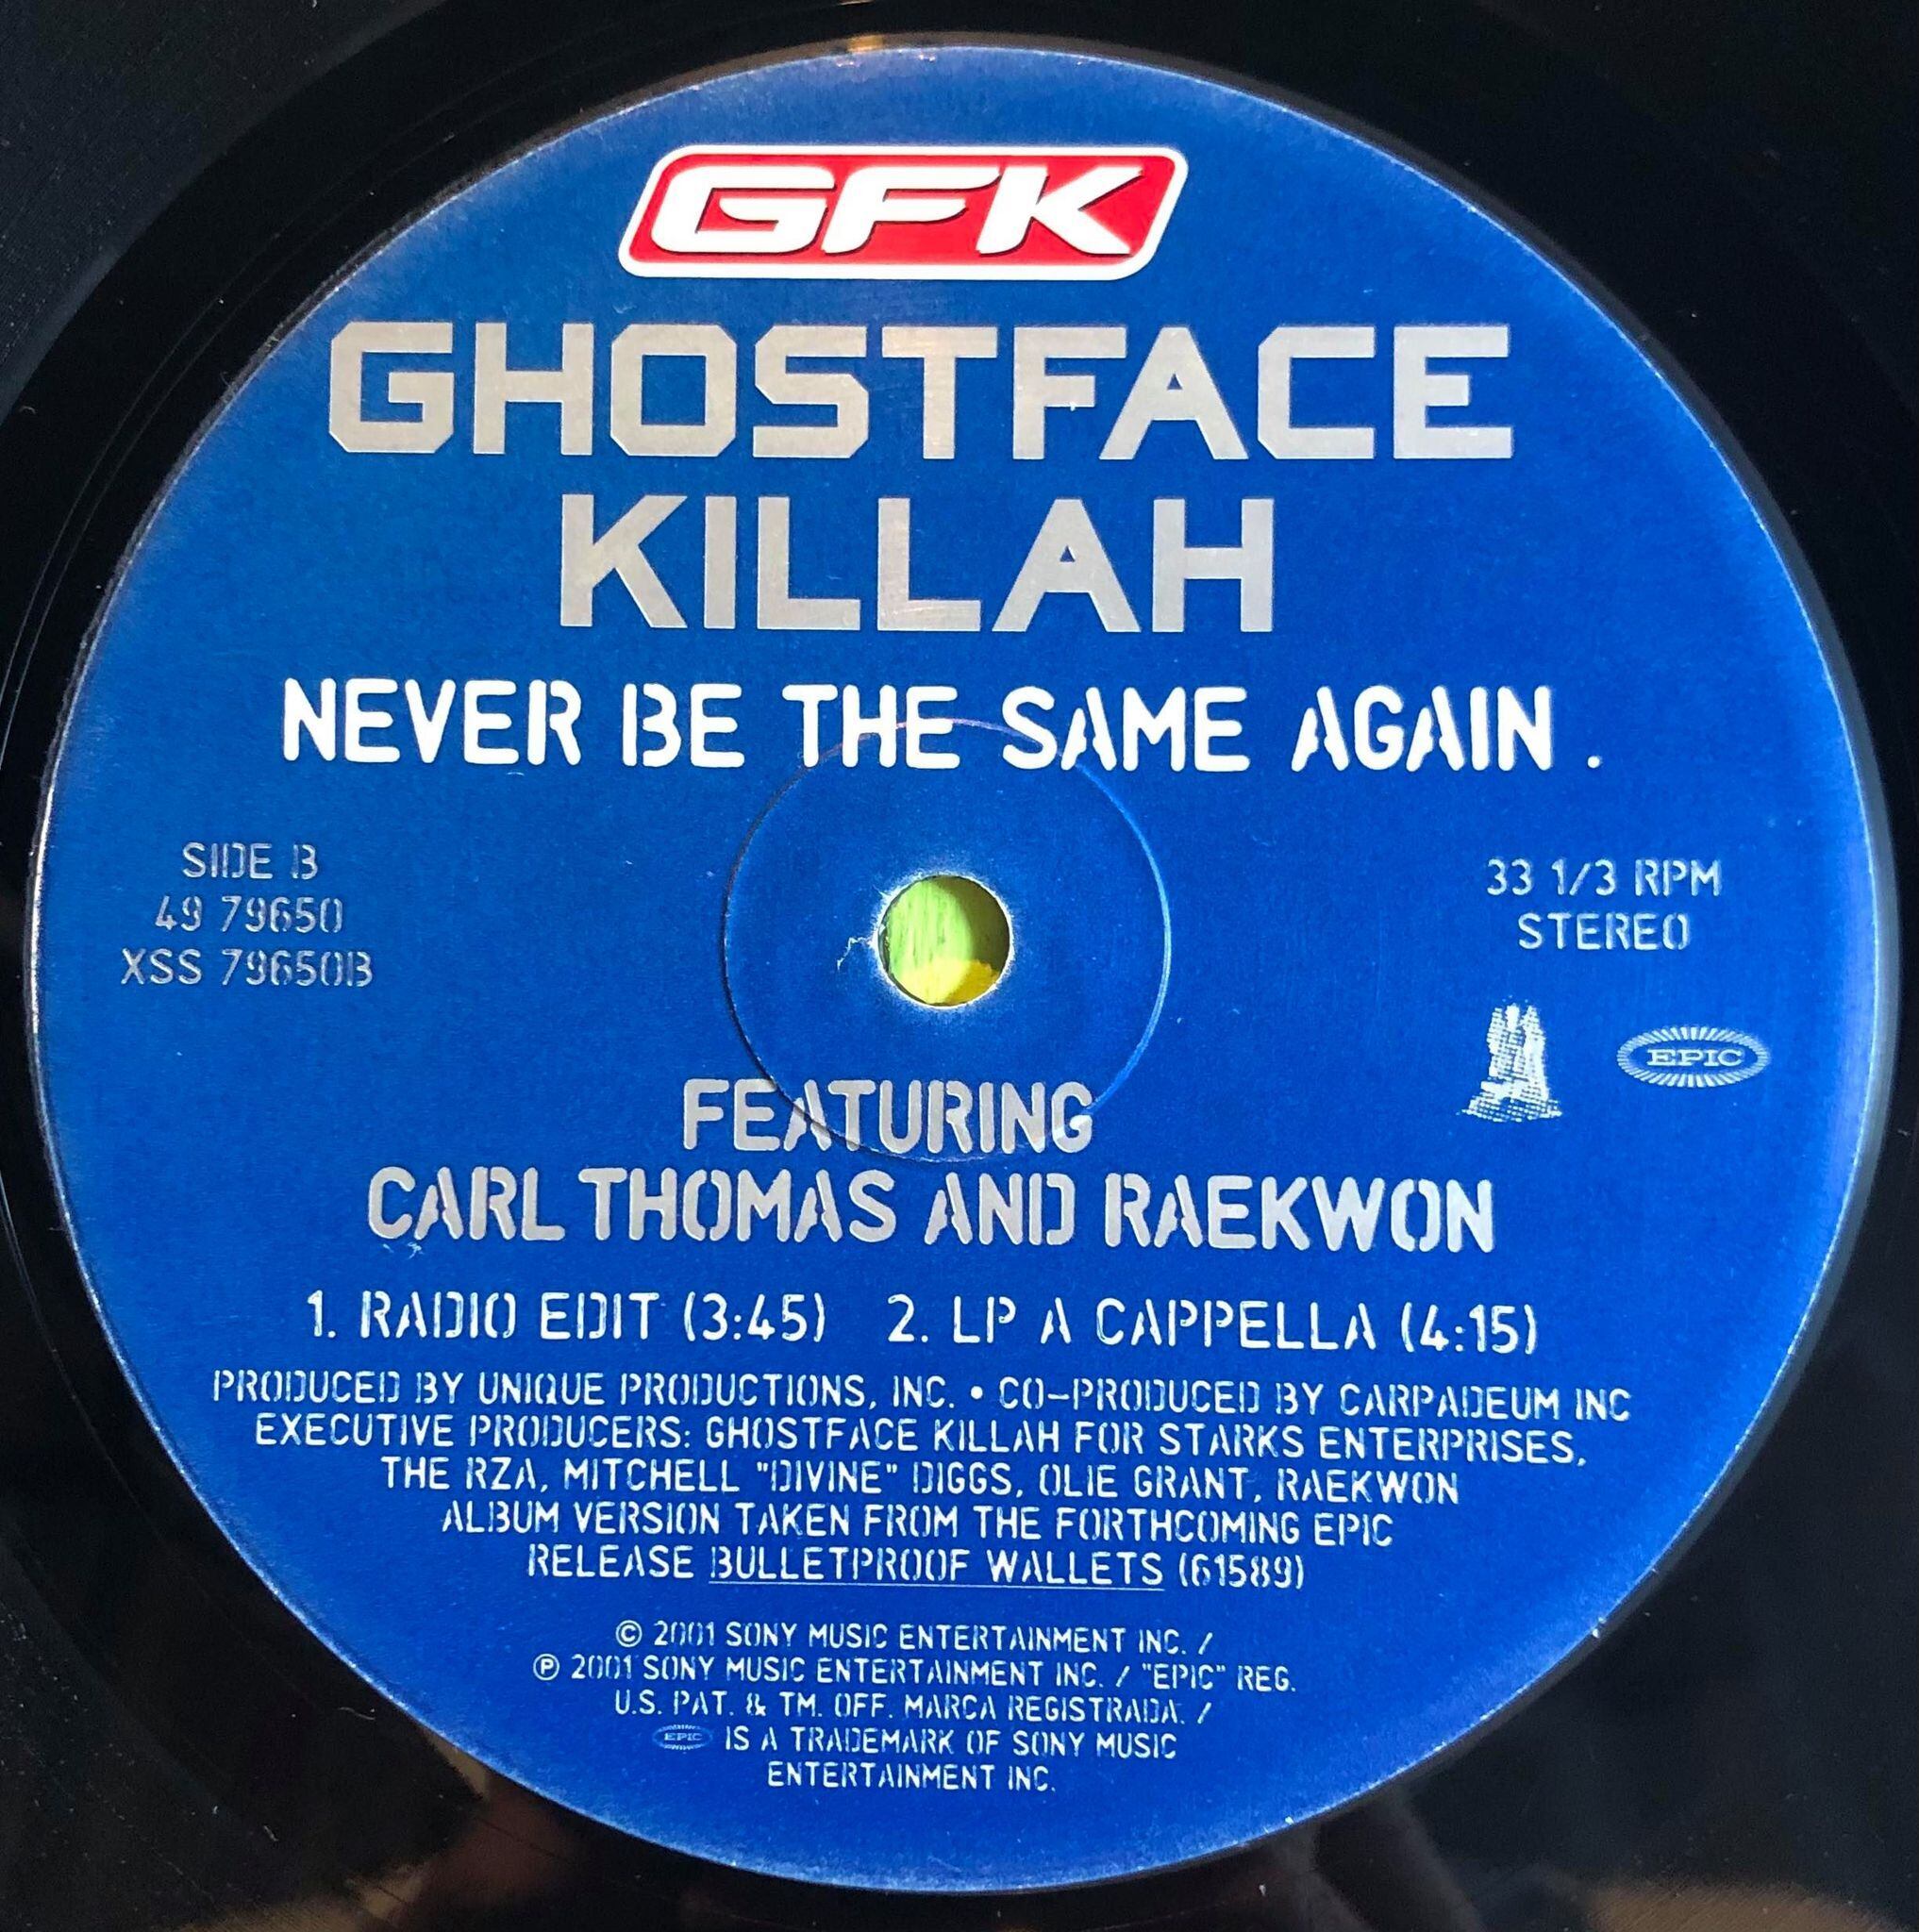 GFK
GHOSTFACE
KILLAH
NEVER BE THE SAME AGAIN .
SIDE B
49 79650
XSS 79650B
33 1/3 RPM
STEREO
EPIC
FEATURING
CARL THOMAS AND RAEKWON
1. RADIO EDIT (3:45) 2. LP A CAPPELLA (4:15)
PRODUCED BY UNIQUE PRODUCTIONS, INC. • CO-PRODUCED BY CARPADEUM INC
EXECUTIVE PRODUCERS: GHOSTFACE KILLAH FOR STARKS ENTERPRISES,
THE RZA, MITCHELL "DIVINE" DIGGS, OLIE GRANT, RAEKWON
ALBUM VERSION TAKEN FROM THE FORTHCOMING EPIC
RELEASE BULLETPROOF WALLETS (61589)
© 2001 SONY MUSIC ENTERTAINMENT INC. /
℗ 2001 SONY MUSIC ENTERTAINMENT INC. / "EPIC" REG.
U.S. PAT. & TM. OFF. MARCA REGISTRADA. /
EPIC IS A TRADEMARK OF SONY MUSIC
ENTERTAINMENT INC.